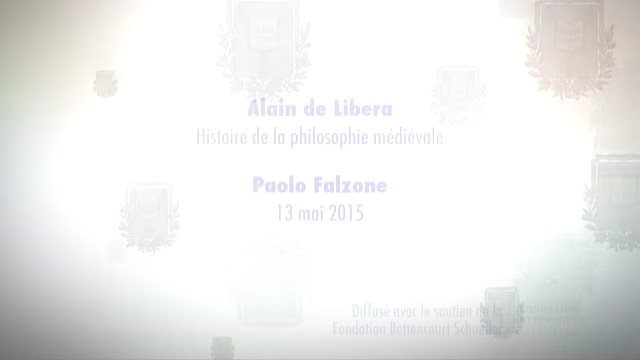 Alain de Libera
Histoire de la philosophie médiévale
Paolo Falzone
13 mai 2015
Diffusé avec le soutien de la
Fondation Bettencourt Schueller